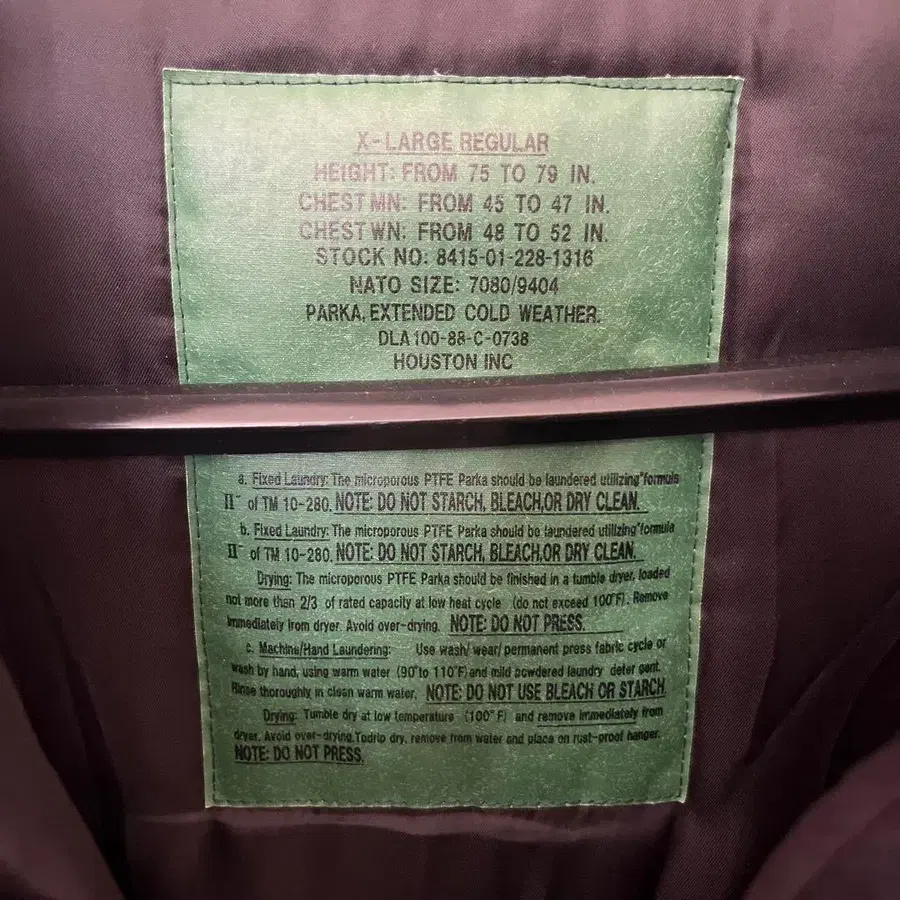 X-LARGE REGULAR
HEIGHT: FROM 75 TO 79 IN.
CHEST MN: FROM 45 TO 47 IN.
CHEST WN: FROM 48 TO 52 IN.
STOCK NO: 8415-01-228-1316
NATO SIZE: 7080/9404
PARKA, EXTENDED COLD WEATHER.
DLA 100-88-C-0738
HOUSTON INC
a. Fixed Laundry: The microporous PTFE Parka should be laundered utilizing "formula
II" of TM 10-280. NOTE: DO NOT STARCH, BLEACH,OR DRY CLEAN.
b. Fixed Laundry: The microporous PTFE Parka should be laundered utilizing "formula
II" of TM 10-280. NOTE: DO NOT STARCH, BLEACH.OR DRY CLEAN.
Drying: The microporous PTFE Parka should be finished in a tumble dryer, loaded
not more than 2/3 of rated capacity at low heat cycle (do not exceed 100°F). Remove
immediately from dryer. Avoid over-drying. NOTE: DO NOT PRESS.
c. Machine/Hand Laundering: Use wash/wear/permanent press fabric cycle or
wash by hand, using warm water (90°to 110°F) and mild powdered laundry deter gent.
Rinse thoroughly in clean warm water. NOTE: DO NOT USE BLEACH OR STARCH.
Drying: Tumble dry at low temperature (100°F) and remove immediately from
dryer. Avoid over-drying.Todrip dry, remove from water and place on rust-proof hanger.
NOTE: DO NOT PRESS.